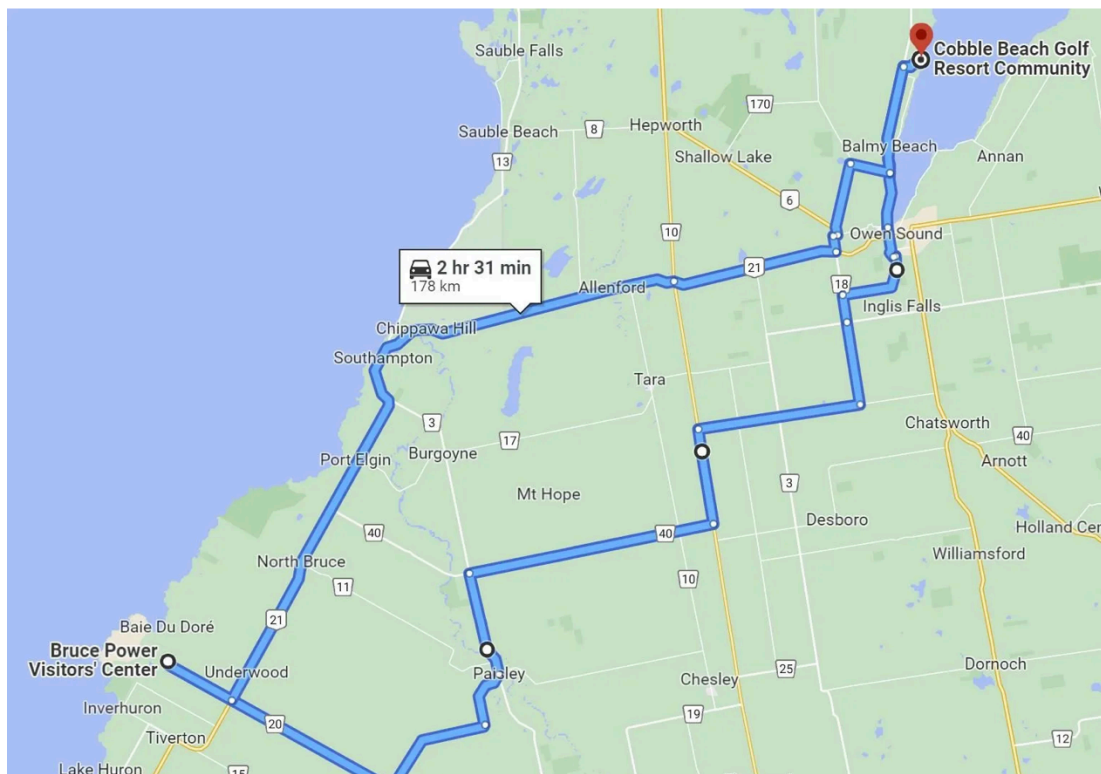 Sauble Falls
Cobble Beach Golf
Resort Community
170
Sauble Beach
8
Hepworth
Balmy Beach
Shallow Lake
Annan
13
6
10
Owen Sound
2 hr 31 min
178 km
21
18
Allenford
Inglis Falls
Chippawa Hill
Southampton
Tara
3
17
Chatsworth
Burgoyne
40
Port Elgin
Arnott
3
Mt Hope
Desboro
40
40
Holland Cen
Williamsford
North Bruce
11
10
21
Baie Du Doré
Bruce Power
Visitors' Center
Underwood
Paisley
Dornoch
25
Chesley
Inverhuron
20
19
Tiverton
12
Lake Huron
15